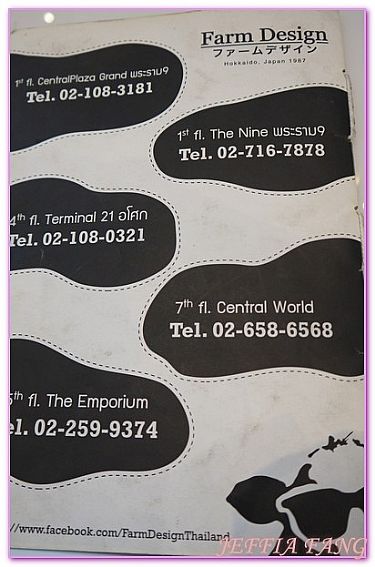 Farm Design
ファームデザイン
Hokkaido, Japan 1987
1st fl. CentralPlaza Grand พระราม9
Tel. 02-108-3181
1st fl. The Nine พระราม9
Tel. 02-716-7878
4th fl. Terminal 21 อโศก
Tel. 02-108-0321
7th fl. Central World
Tel. 02-658-6568
5th fl. The Emporium
el. 02-259-9374
//www.facebook.com/FarmDesignThailand
JEFFIA FANG